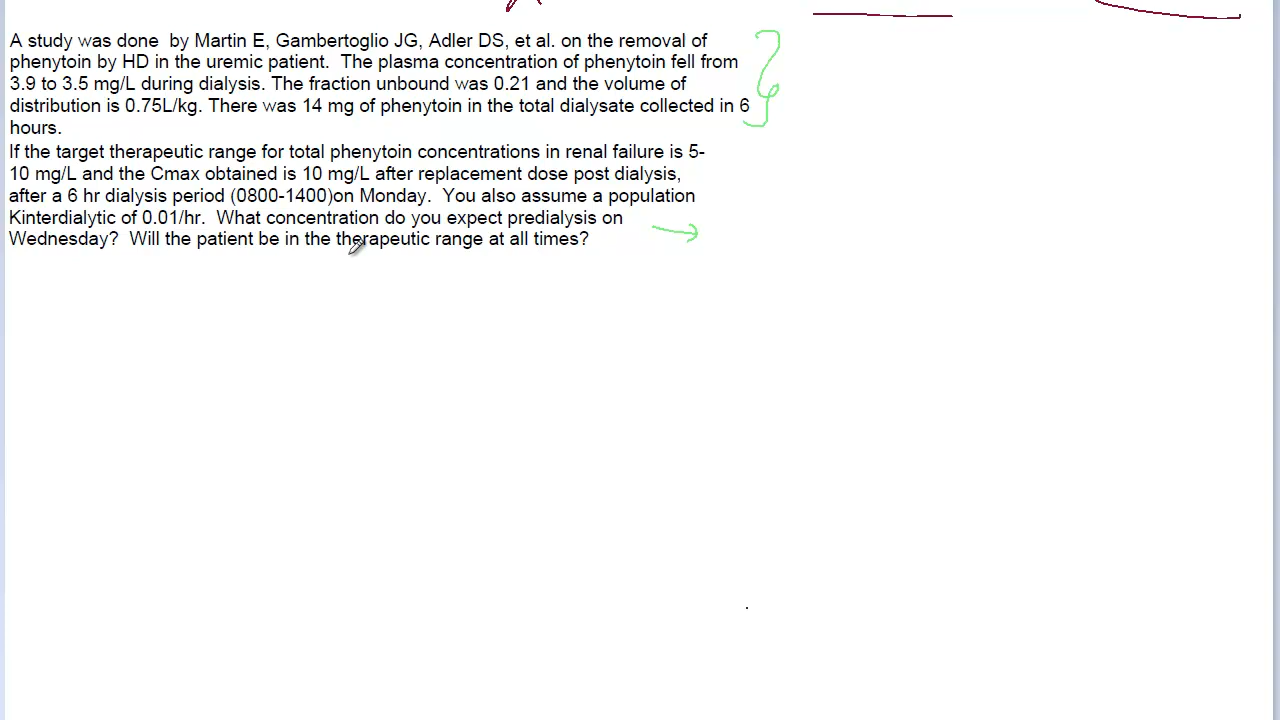 A study was done  by Martin E, Gambertoglio JG, Adler DS, et al. on the removal of
phenytoin by HD in the uremic patient.  The plasma concentration of phenytoin fell from
3.9 to 3.5 mg/L during dialysis. The fraction unbound was 0.21 and the volume of
distribution is 0.75L/kg. There was 14 mg of phenytoin in the total dialysate collected in 6
hours.
If the target therapeutic range for total phenytoin concentrations in renal failure is 5-
10 mg/L and the Cmax obtained is 10 mg/L after replacement dose post dialysis,
after a 6 hr dialysis period (0800-1400)on Monday.  You also assume a population
Kinterdialytic of 0.01/hr.  What concentration do you expect predialysis on
Wednesday?  Will the patient be in the therapeutic range at all times?